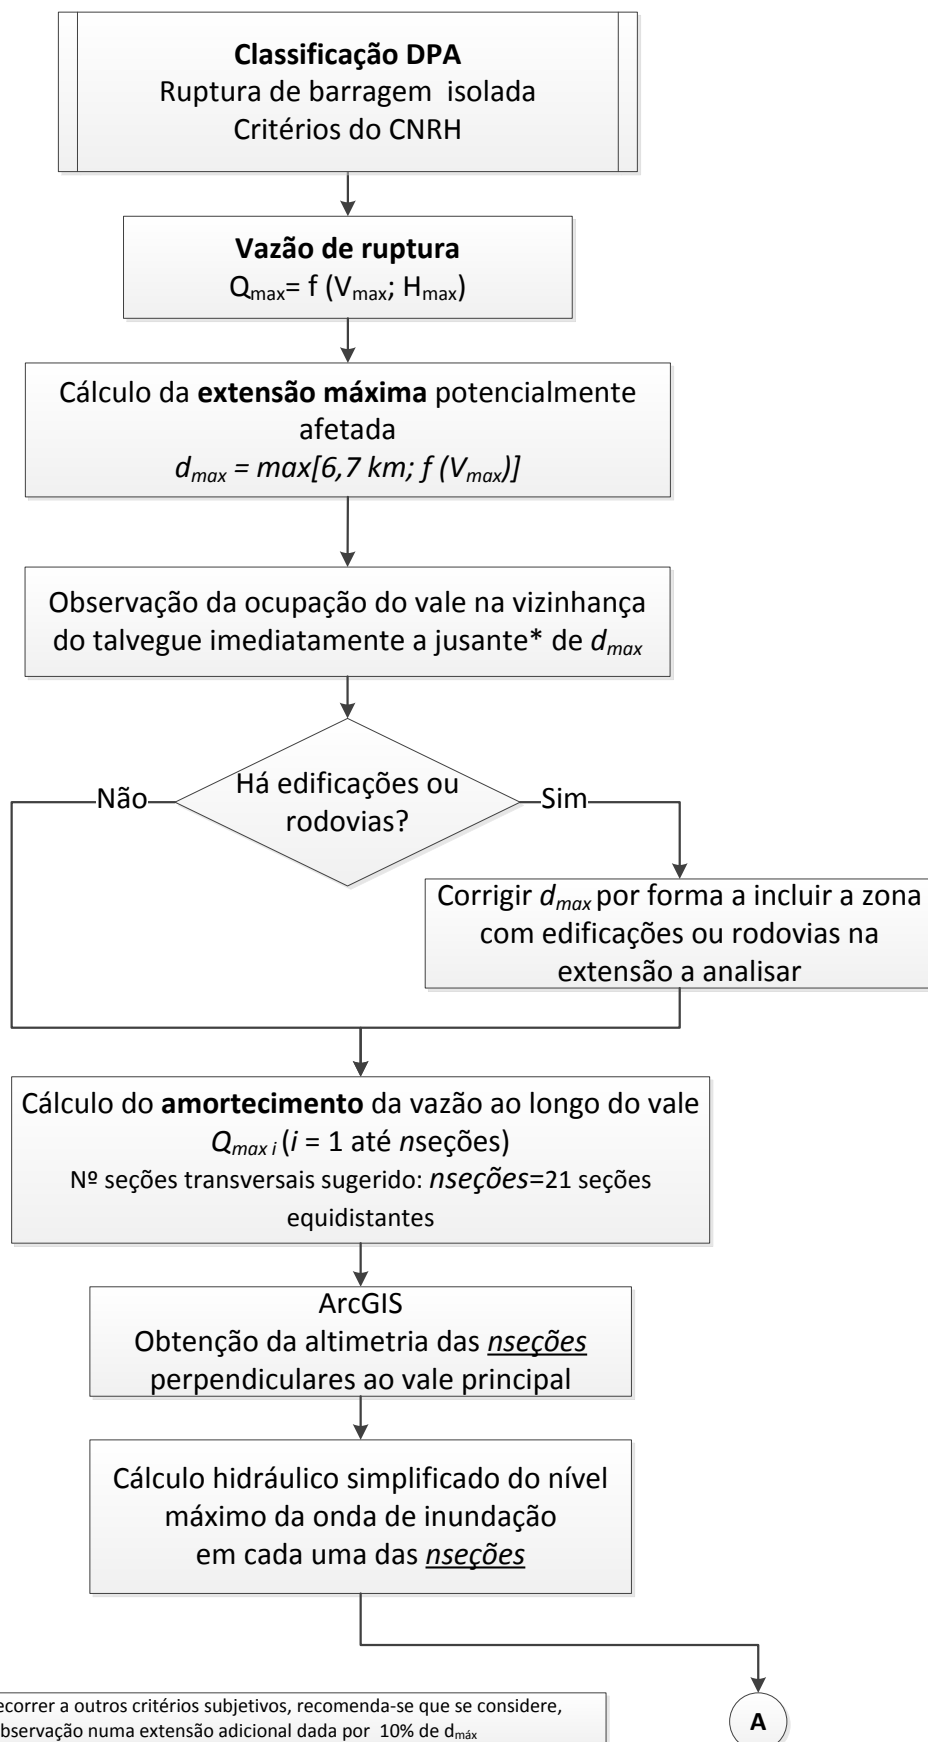 Classificação DPA
Ruptura de barragem isolada
Critérios do CNRH
Vazão de ruptura
Qmax= f (Vmax; Hmax)
Cálculo da extensão máxima potencialmente
afetada
dmax = max[6,7 km; f (Vmax)]
Observação da ocupação do vale na vizinhança
do talvegue imediatamente a jusante* de dmax
Há edificações ou
rodovias?
Não
Sim
Corrigir dmax por forma a incluir a zona
com edificações ou rodovias na
extensão a analisar
Cálculo do amortecimento da vazão ao longo do vale
Qmax i (i = 1 até nseções)
Nº seções transversais sugerido: nseções=21 seções
equidistantes
ArcGIS
Obtenção da altimetria das nseções
perpendiculares ao vale principal
Cálculo hidráulico simplificado do nível
máximo da onda de inundação
em cada uma das nseções
a outros critérios subjetivos, recomenda-se que se considere,
numa extensão adicional dada por 10% de dmáx
A